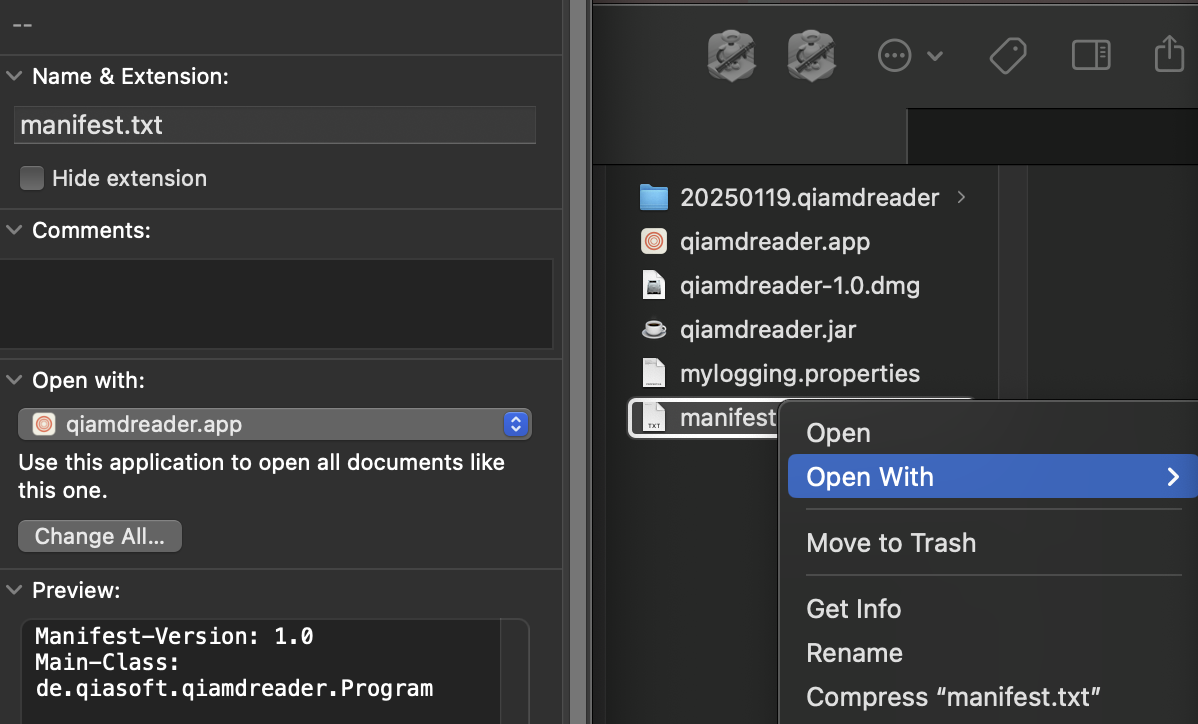 --
Name & Extension:
manifest.txt
Hide extension
Comments:
Open with:
qiamdreader.app
Use this application to open all documents like
this one.
Change All...
Preview:
Manifest-Version: 1.0
Main-Class:
de.qiasoft.qiamdreader.Program
20250119.qiamdreader
qiamdreader.app
qiamdreader-1.0.dmg
qiamdreader.jar
mylogging.properties
TXT
manifest
Open
Open With
Move to Trash
Get Info
Rename
Compress “manifest.txt”